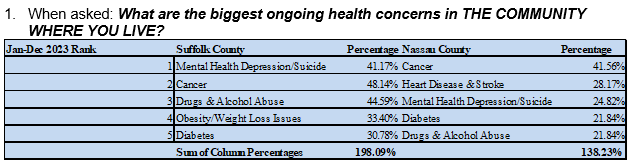 1. When asked: What are the biggest ongoing health concerns in THE COMMUNITY
WHERE YOU LIVE?
Jan-Dec 2023 Rank Suffolk County Percentage Nassau County Percentage
1 Mental Health Depression/Suicide 41.17% Cancer 41.56%
2 Cancer 48.14% Heart Disease & Stroke 28.17%
3 Drugs & Alcohol Abuse 44.59% Mental Health Depression/Suicide 24.82%
4 Obesity/Weight Loss Issues 33.40% Diabetes 21.84%
5 Diabetes 30.78% Drugs & Alcohol Abuse 21.84%
Sum of Column Percentages 198.09% 138.23%